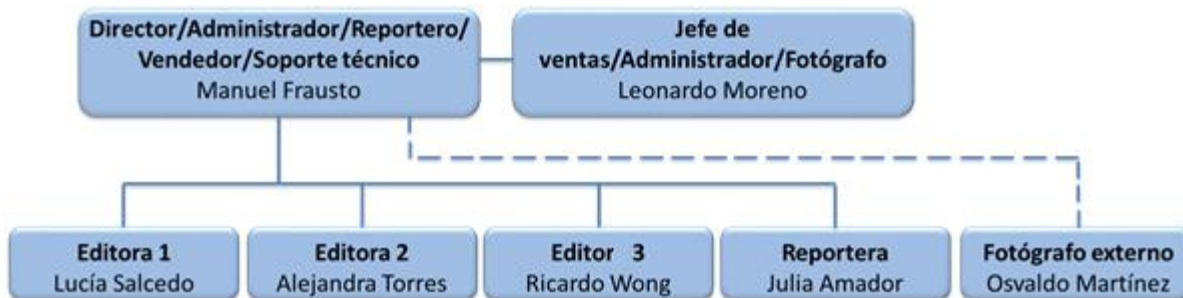 Director/Administrador/Reportero/
Vendedor/Soporte técnico
Manuel Frausto
Jefe de
ventas/Administrador/Fotógrafo
Leonardo Moreno
Editora 1
Lucía Salcedo
Editora 2
Alejandra Torres
Editor 3
Ricardo Wong
Reportera
Julia Amador
Fotógrafo externo
Osvaldo Martínez